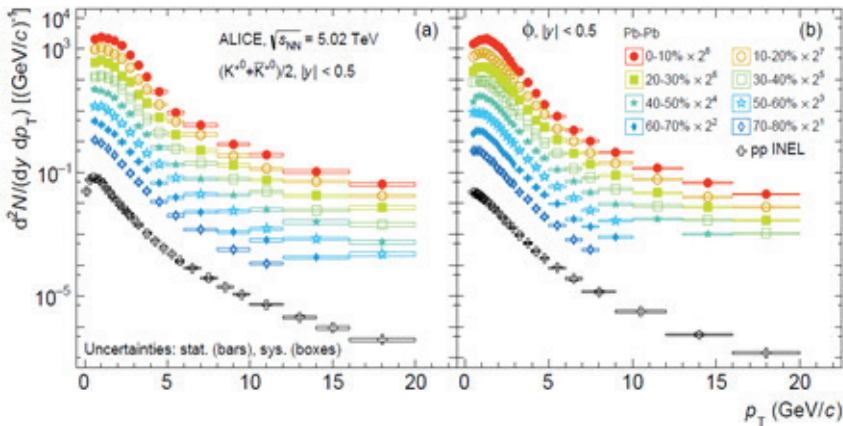 d²N/(dy dp_T) [(GeV/c)⁻¹]
10⁴
10³
10⁻¹
10⁻⁵
(a)
ALICE, √s_NN = 5.02 TeV
(K*⁰+K̄*⁰)/2, |y| < 0.5
Uncertainties: stat. (bars), sys. (boxes)
0 5 10 15 20
ϕ, |y| < 0.5
(b)
Pb-Pb
0-10% × 2⁸ 10-20% × 2⁷
20-30% × 2⁶ 30-40% × 2⁵
40-50% × 2⁴ 50-60% × 2³
60-70% × 2² 70-80% × 2¹
pp INEL
0 5 10 15 20
p_T (GeV/c)